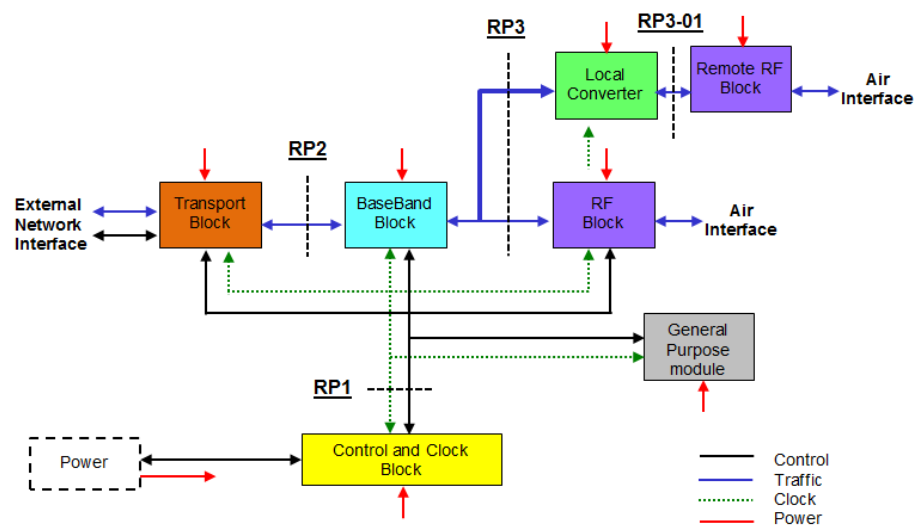 RP3
RP3-01
Local
Converter
Remote RF
Block
Air
Interface
RP2
External
Network
Interface
Transport
Block
BaseBand
Block
RF
Block
Air
Interface
General
Purpose
module
RP1
Power
Control and Clock
Block
Control
Traffic
Clock
Power